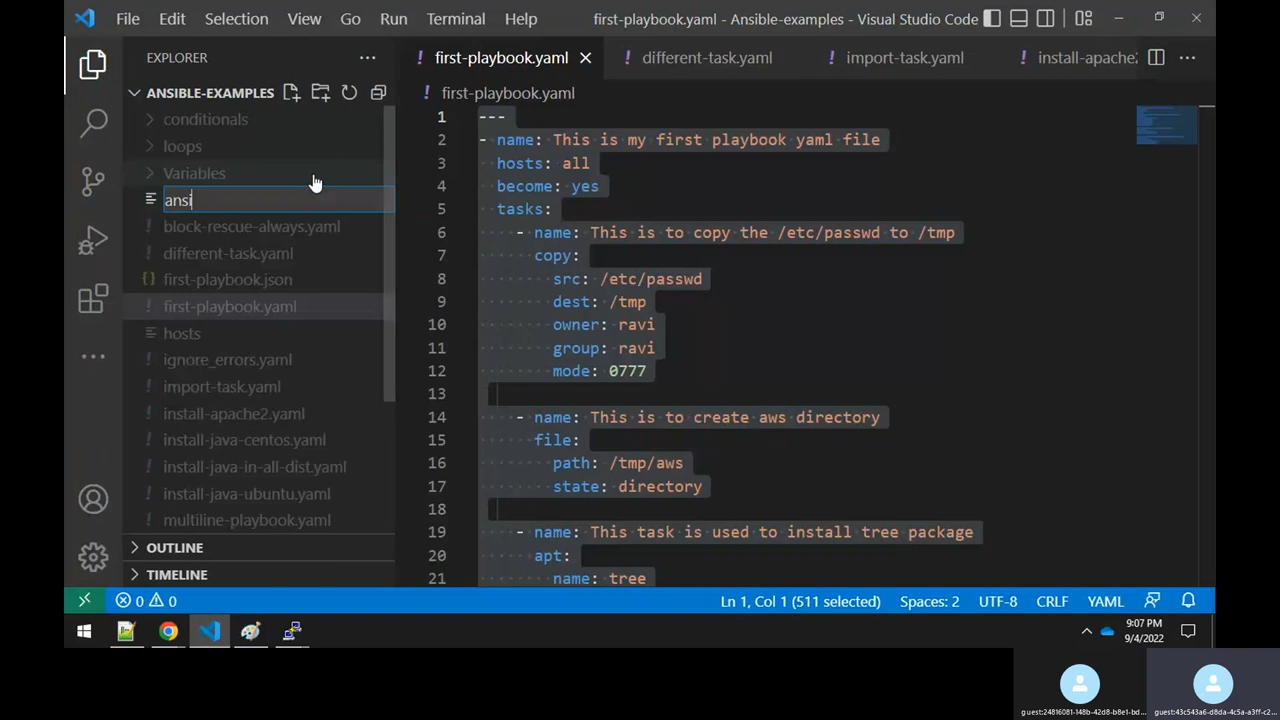 File Edit Selection View Go Run Terminal Help first-playbook.yaml - Ansible-examples - Visual Studio Code
EXPLORER
ANSIBLE-EXAMPLES
conditionals
loops
Variables
ansi
block-rescue-always.yaml
different-task.yaml
first-playbook.json
first-playbook.yaml
hosts
ignore_errors.yaml
import-task.yaml
install-apache2.yaml
install-java-centos.yaml
install-java-in-all-dist.yaml
install-java-ubuntu.yaml
multiline-playbook.yaml
OUTLINE
TIMELINE
first-playbook.yaml different-task.yaml import-task.yaml install-apache2
first-playbook.yaml
1 ---
2 - name: This is my first playbook yaml file
3 hosts: all
4 become: yes
5 tasks:
6 - name: This is to copy the /etc/passwd to /tmp
7 copy:
8 src: /etc/passwd
9 dest: /tmp
10 owner: ravi
11 group: ravi
12 mode: 0777
13
14 - name: This is to create aws directory
15 file:
16 path: /tmp/aws
17 state: directory
18
19 - name: This task is used to install tree package
20 apt:
21 name: tree
0 0 Ln 1, Col 1 (511 selected) Spaces: 2 UTF-8 CRLF YAML
9:07 PM
9/4/2022
guest:24816081-148b-42d8-b8e1-bd... guest:43c543a6-d8da-4c5a-a3ff-c2...